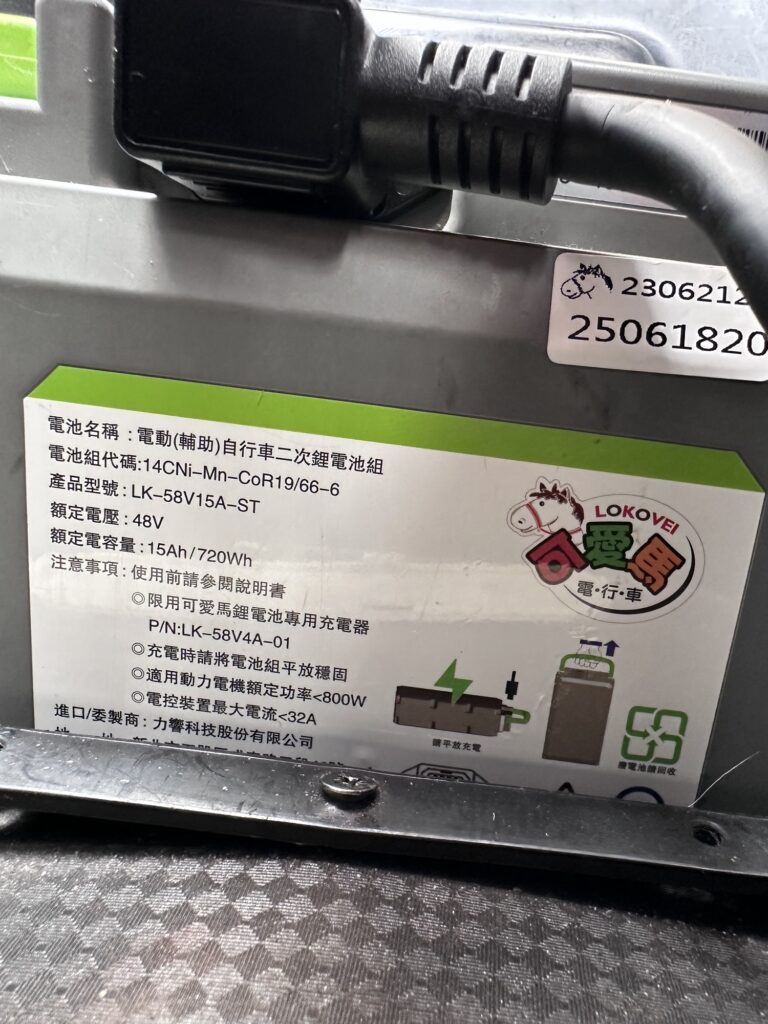 2306212
25061820
電池名稱：電動(輔助)自行車二次鋰電池組
電池組代碼:14CNi-Mn-CoR19/66-6
產品型號：LK-58V15A-ST
額定電壓：48V
額定電容量：15Ah/720Wh
注意事項：使用前請參閱說明書
◎限用可愛馬鋰電池專用充電器
P/N:LK-58V4A-01
◎充電時請將電池組平放穩固
◎適用動力電機額定功率<800W
◎電控裝置最大電流<32A
進口/委製商：力響科技股份有限公司
LOKOVEI
可愛馬
電·行·車
請平放充電
廢電池請回收